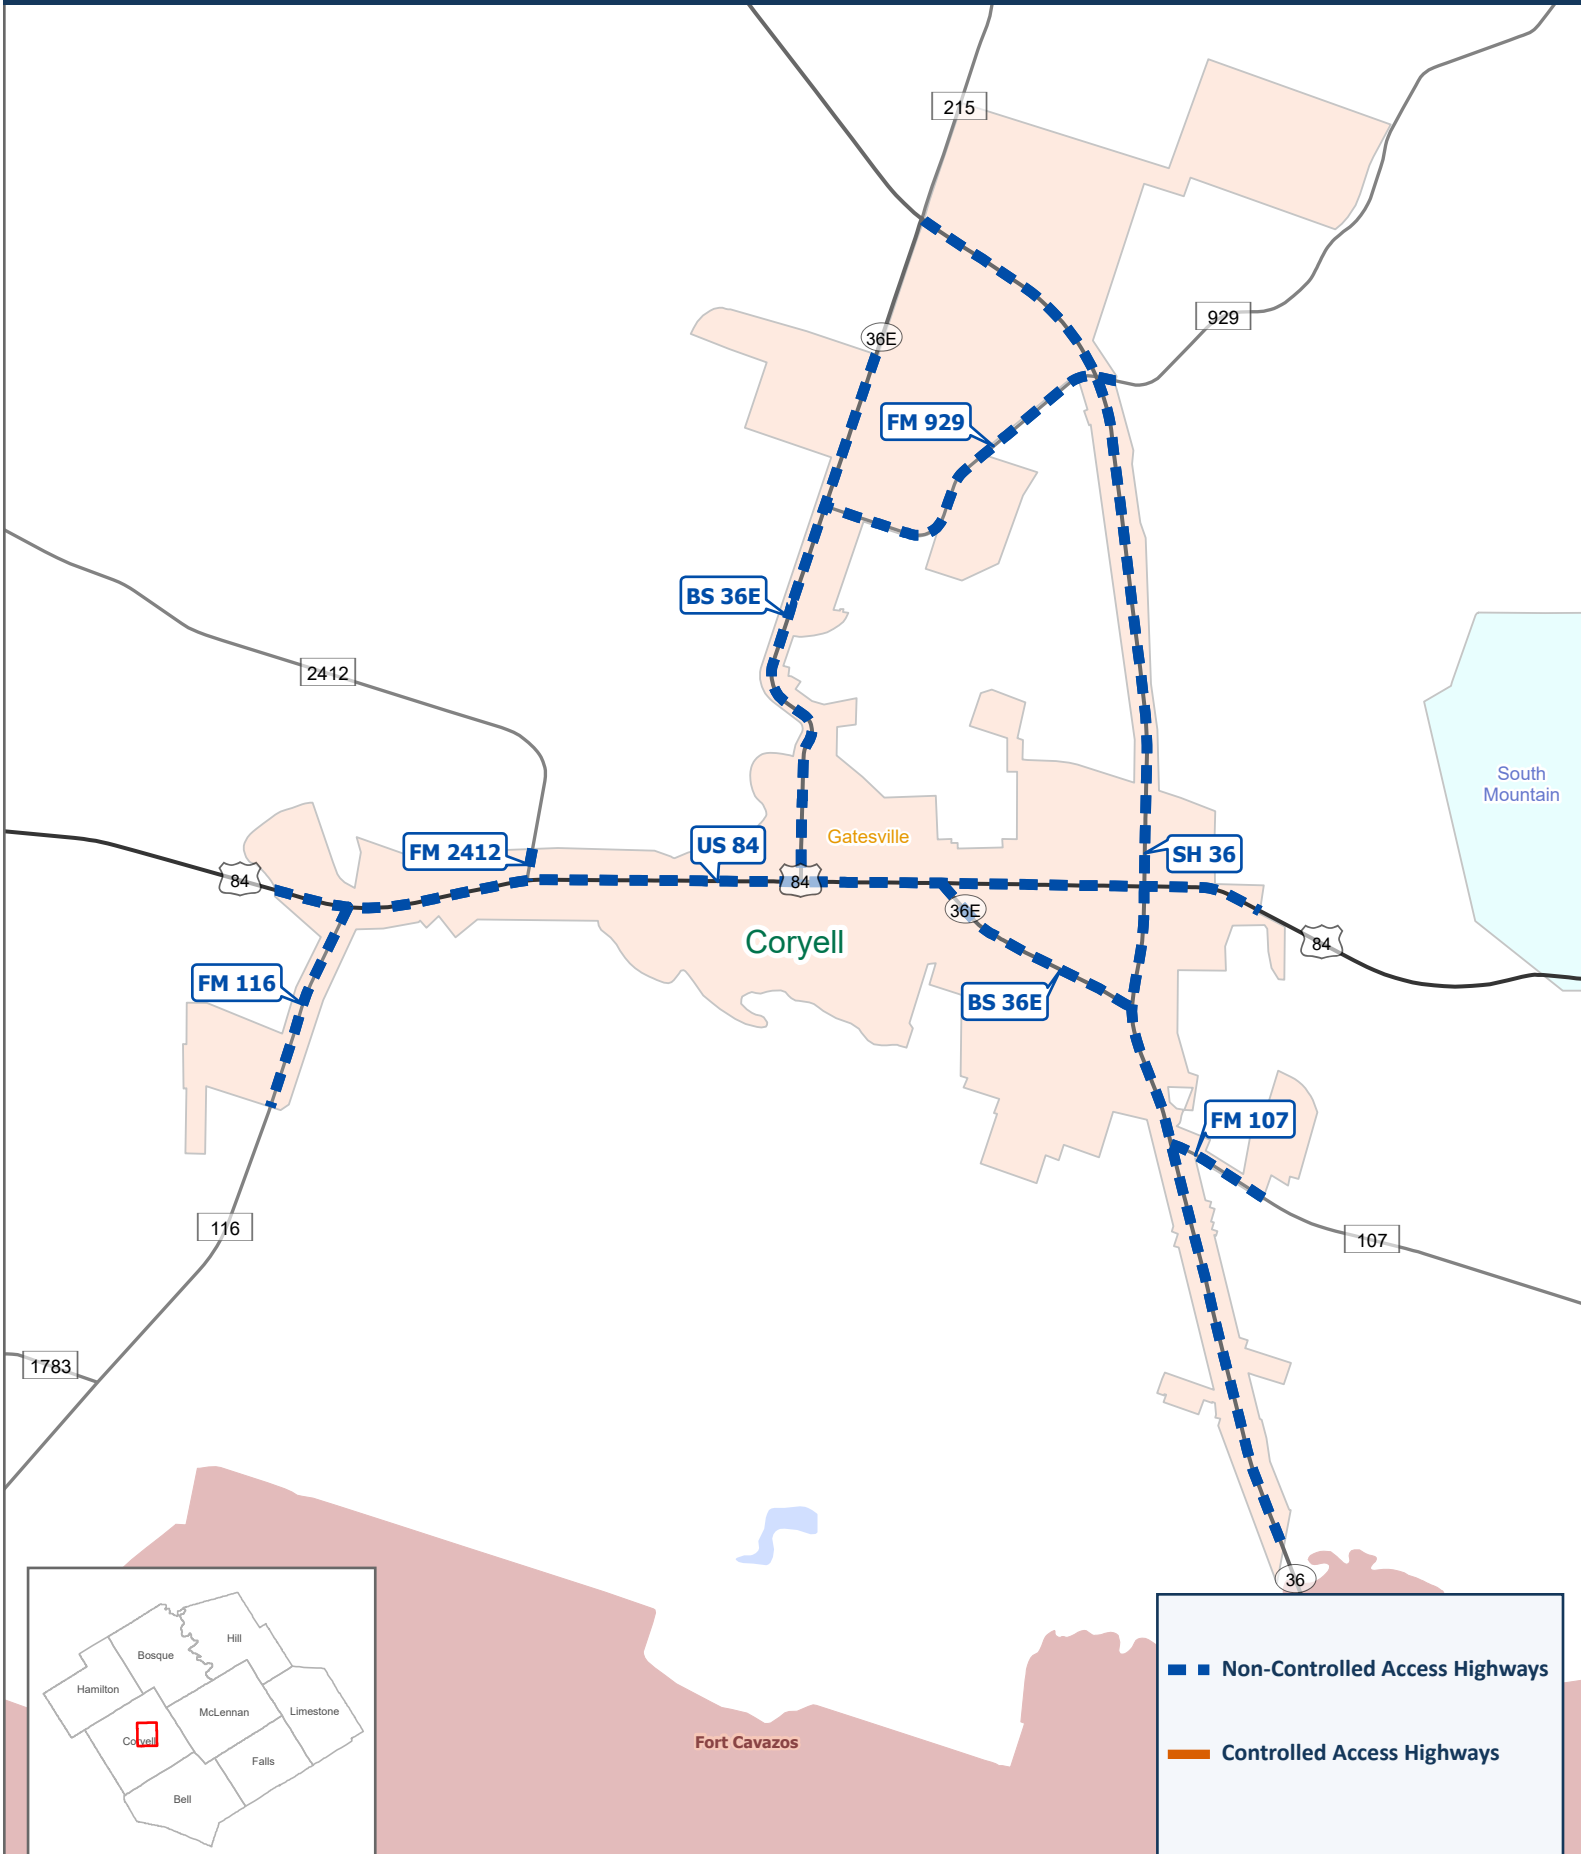 215
36E
929
FM 929
BS 36E
2412
South
Mountain
FM 2412
US 84
Gatesville
SH 36
84
84
36E
84
Coryell
FM 116
BS 36E
FM 107
116
107
1783
36
Hill
Bosque
Hamilton
McLennan
Limestone
Coryell
Falls
Bell
Fort Cavazos
Non-Controlled Access Highways
Controlled Access Highways